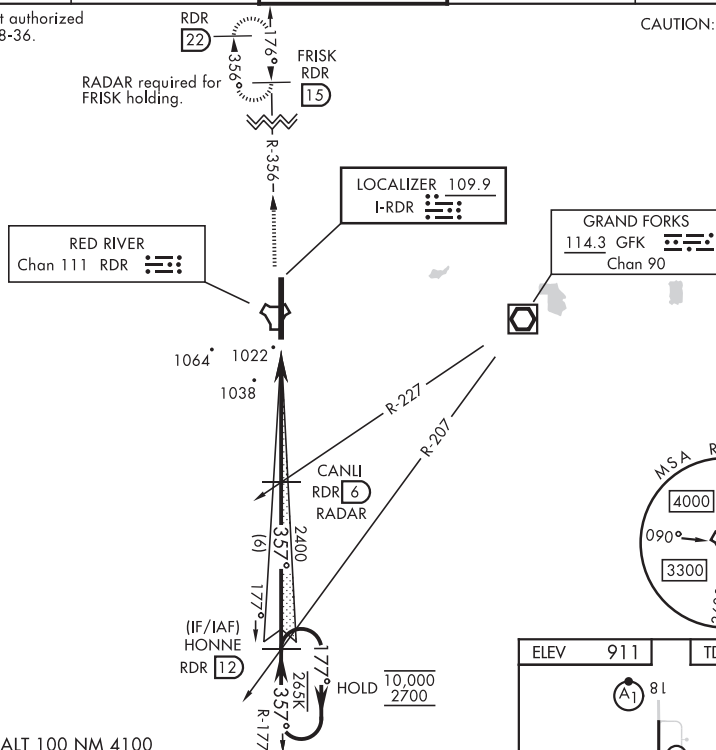 t authorized
8-36.
RDR
22
CAUTION:
176°
356°
FRISK
RDR
15
RADAR required for
FRISK holding.
R-356
LOCALIZER 109.9
I-RDR
GRAND FORKS
114.3 GFK
Chan 90
RED RIVER
Chan 111 RDR
1064
1022
1038
R-227
R-207
CANLI
RDR 6
RADAR
MSA R
4000
090°
3300
357°
2400
(6)
177°
(IF/IAF)
HONNE
RDR 12
177°
265K
357°
HOLD 10,000
2700
R-177
ELEV 911
TD
A1
18
ALT 100 NM 4100